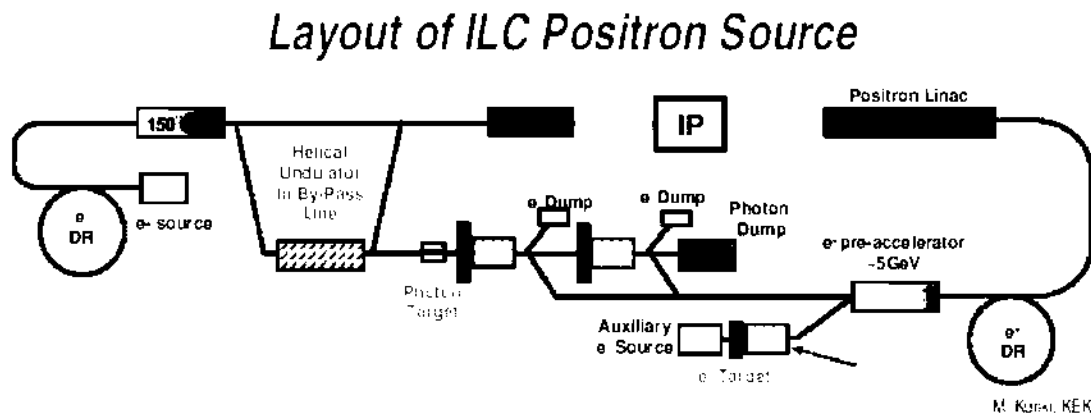 Layout of ILC Positron Source
Positron Linac
150
IP
Helical
Undulator
In By-Pass
Line
e- source
e
DR
e Dump
e Dump
Photon
Dump
e+ pre-accelerator
~5GeV
Photon
Target
Auxiliary
e Source
e Target
e+
DR
KEK